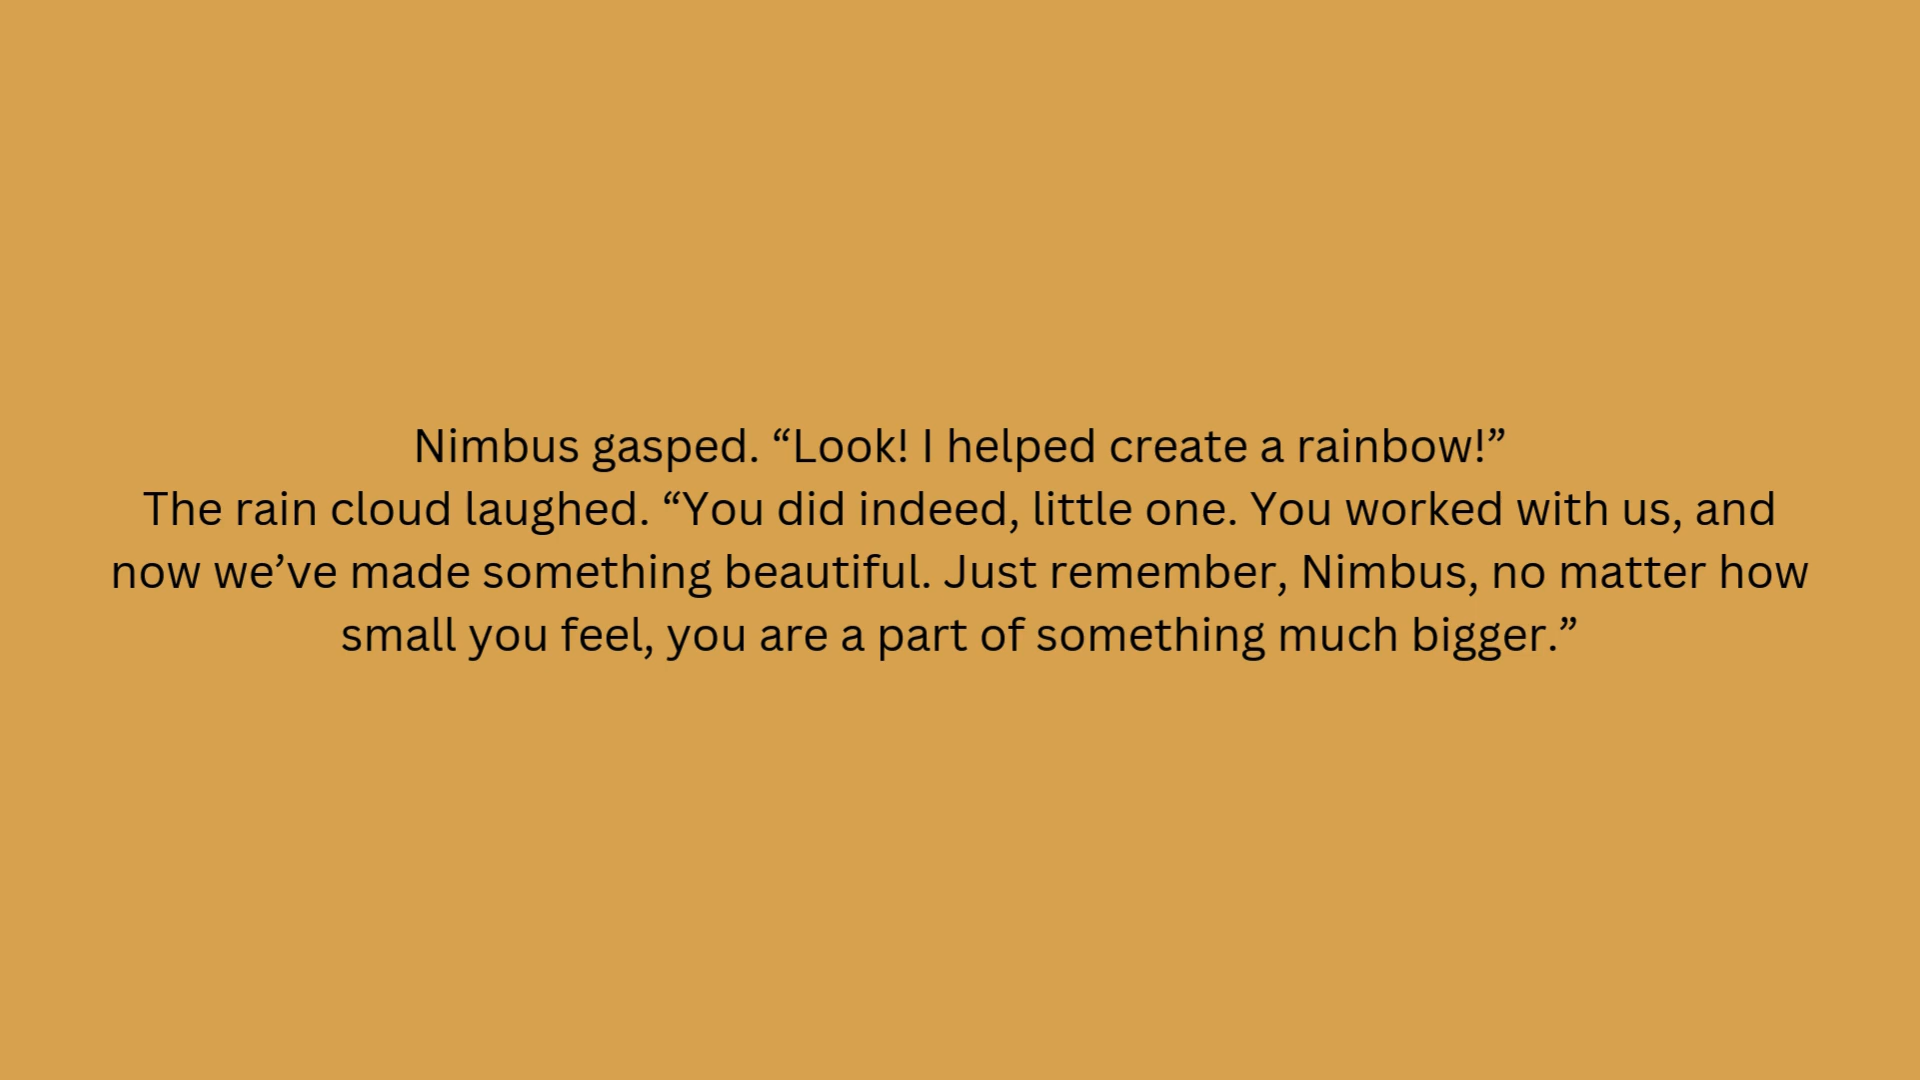 Nimbus gasped. “Look! I helped create a rainbow!”
The rain cloud laughed. “You did indeed, little one. You worked with us, and
now we’ve made something beautiful. Just remember, Nimbus, no matter how
small you feel, you are a part of something much bigger.”